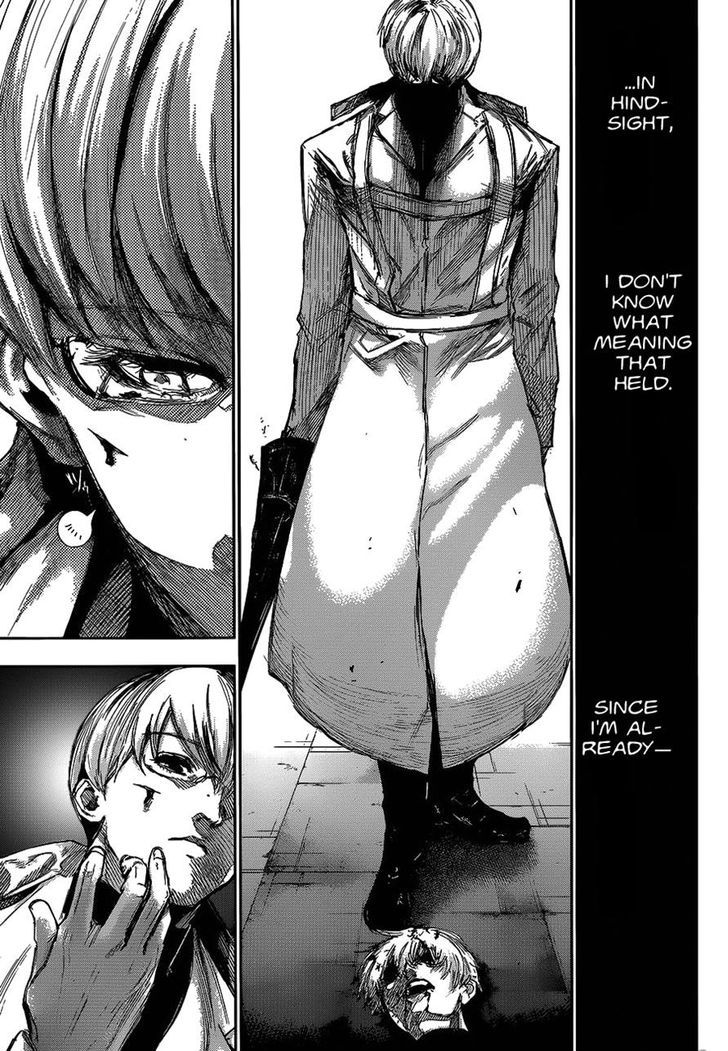 ...IN
HIND-
SIGHT,
I DON'T
KNOW
WHAT
MEANING
THAT
HELD.
SINCE
I'M AL-
READY—